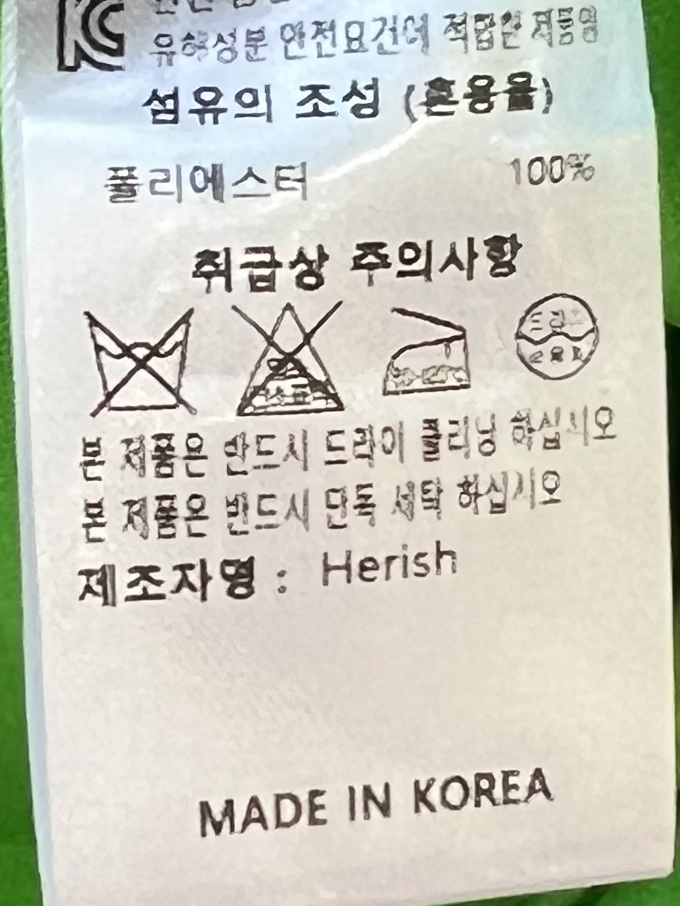 KC
유해성분 안전요건에 적합한 제품임
섬유의 조성 (혼용율)
폴리에스터 100%
취급상 주의사항
드라이
본 제품은 반드시 드라이 클리닝 하십시오
본 제품은 반드시 단독 세탁 하십시오
제조자명 : Herish
MADE IN KOREA